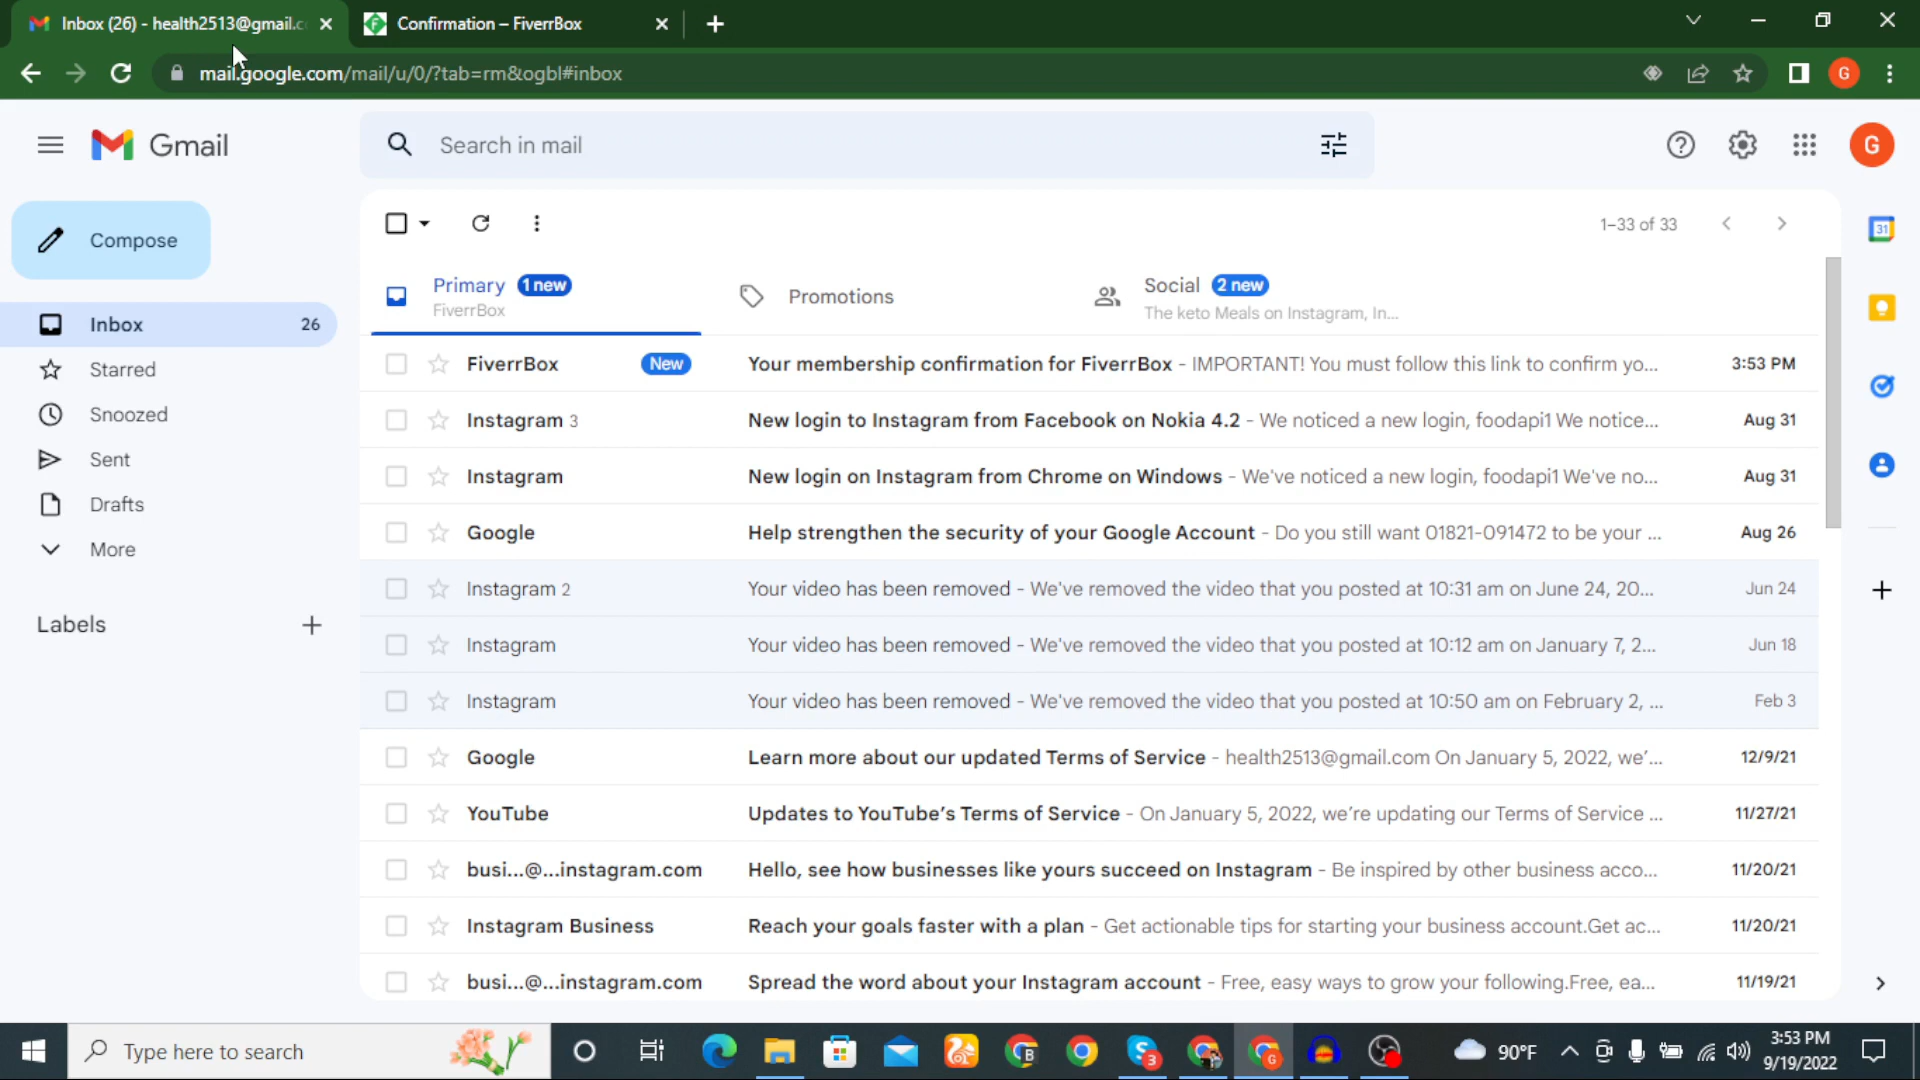 Inbox (26) - health2513@gmail.c
Confirmation – FiverrBox
mail.google.com/mail/u/0/?tab=rm&ogbl#inbox
G
Gmail
Search in mail
G
Compose
1–33 of 33
31
Primary 1 new
FiverrBox
Promotions
Social 2 new
The keto Meals on Instagram, In...
Inbox 26
Starred
Snoozed
Sent
Drafts
More
Labels
FiverrBox New Your membership confirmation for FiverrBox - IMPORTANT! You must follow this link to confirm yo... 3:53 PM
Instagram 3 New login to Instagram from Facebook on Nokia 4.2 - We noticed a new login, foodapi1 We notice... Aug 31
Instagram New login on Instagram from Chrome on Windows - We've noticed a new login, foodapi1 We've no... Aug 31
Google Help strengthen the security of your Google Account - Do you still want 01821-091472 to be your ... Aug 26
Instagram 2 Your video has been removed - We've removed the video that you posted at 10:31 am on June 24, 20... Jun 24
Instagram Your video has been removed - We've removed the video that you posted at 10:12 am on January 7, 2... Jun 18
Instagram Your video has been removed - We've removed the video that you posted at 10:50 am on February 2, ... Feb 3
Google Learn more about our updated Terms of Service - health2513@gmail.com On January 5, 2022, we’... 12/9/21
YouTube Updates to YouTube’s Terms of Service - On January 5, 2022, we’re updating our Terms of Service ... 11/27/21
busi...@...instagram.com Hello, see how businesses like yours succeed on Instagram - Be inspired by other business acco... 11/20/21
Instagram Business Reach your goals faster with a plan - Get actionable tips for starting your business account.Get ac... 11/20/21
busi...@...instagram.com Spread the word about your Instagram account - Free, easy ways to grow your following.Free, ea... 11/19/21
Type here to search
B
S
3
G
90°F
3:53 PM
9/19/2022